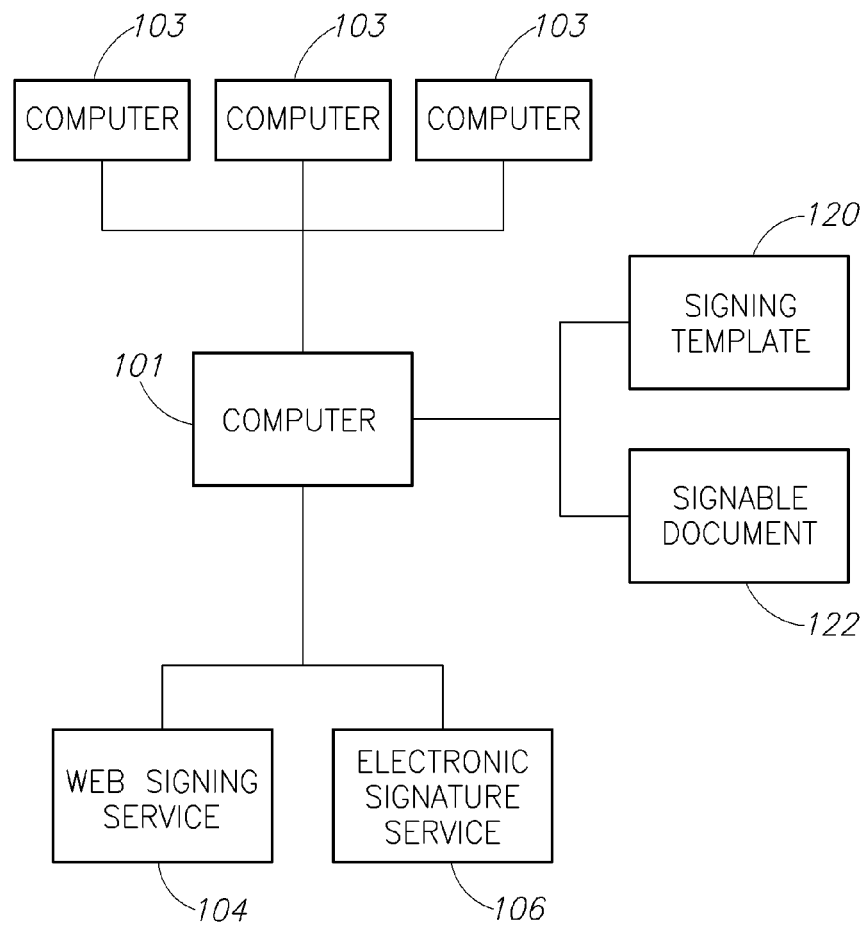 103 103 103
COMPUTER COMPUTER COMPUTER
120
SIGNING
TEMPLATE
101
COMPUTER
SIGNABLE
DOCUMENT
122
WEB SIGNING
SERVICE
ELECTRONIC
SIGNATURE
SERVICE
104
106